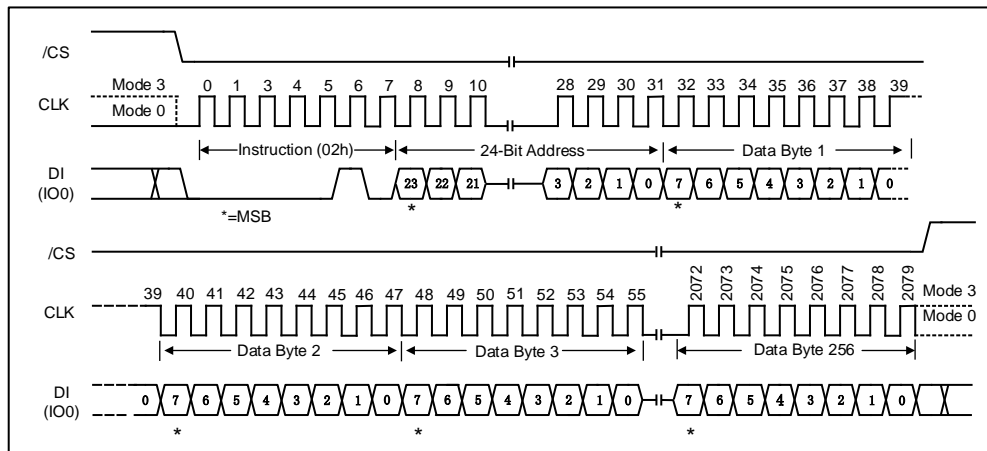 /CS
Mode 3 0 1 3 4 5 6 7 8 9 10 28 29 30 31 32 33 34 35 36 37 38 39
CLK Mode 0
Instruction (02h) 24-Bit Address Data Byte 1
DI
(IO0) 23 22 21 3 2 1 0 7 6 5 4 3 2 1 0
*=MSB * *
/CS
39 40 41 42 43 44 45 46 47 48 49 50 51 52 53 54 55 2072 2073 2074 2075 2076 2077 2078 2079 Mode 3
CLK Mode 0
Data Byte 2 Data Byte 3 Data Byte 256
DI
(IO0) 0 7 6 5 4 3 2 1 0 7 6 5 4 3 2 1 0 7 6 5 4 3 2 1 0
* * *